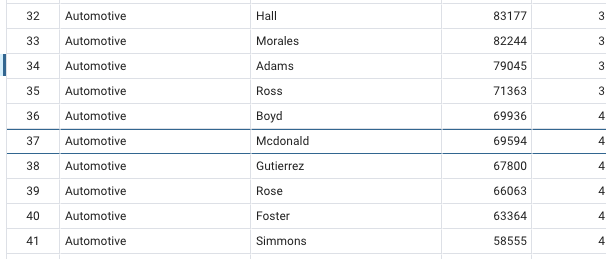 32 Automotive Hall 83177 3
33 Automotive Morales 82244 3
34 Automotive Adams 79045 3
35 Automotive Ross 71363 3
36 Automotive Boyd 69936 4
37 Automotive Mcdonald 69594 4
38 Automotive Gutierrez 67800 4
39 Automotive Rose 66063 4
40 Automotive Foster 63364 4
41 Automotive Simmons 58555 4